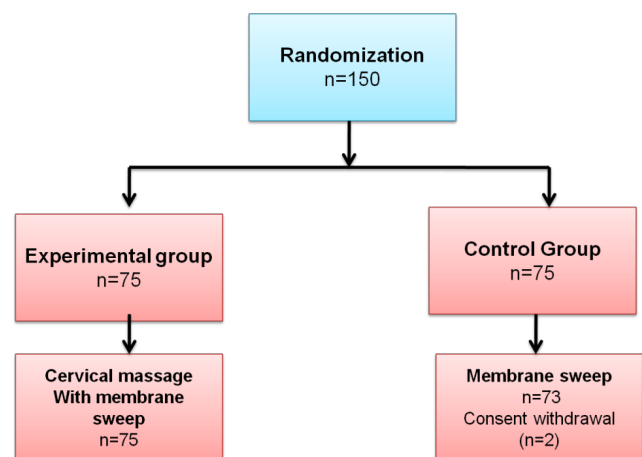 Randomization
n=150
Experimental group
n=75
Control Group
n=75
Cervical massage
With membrane
sweep
n=75
Membrane sweep
n=73
Consent withdrawal
(n=2)